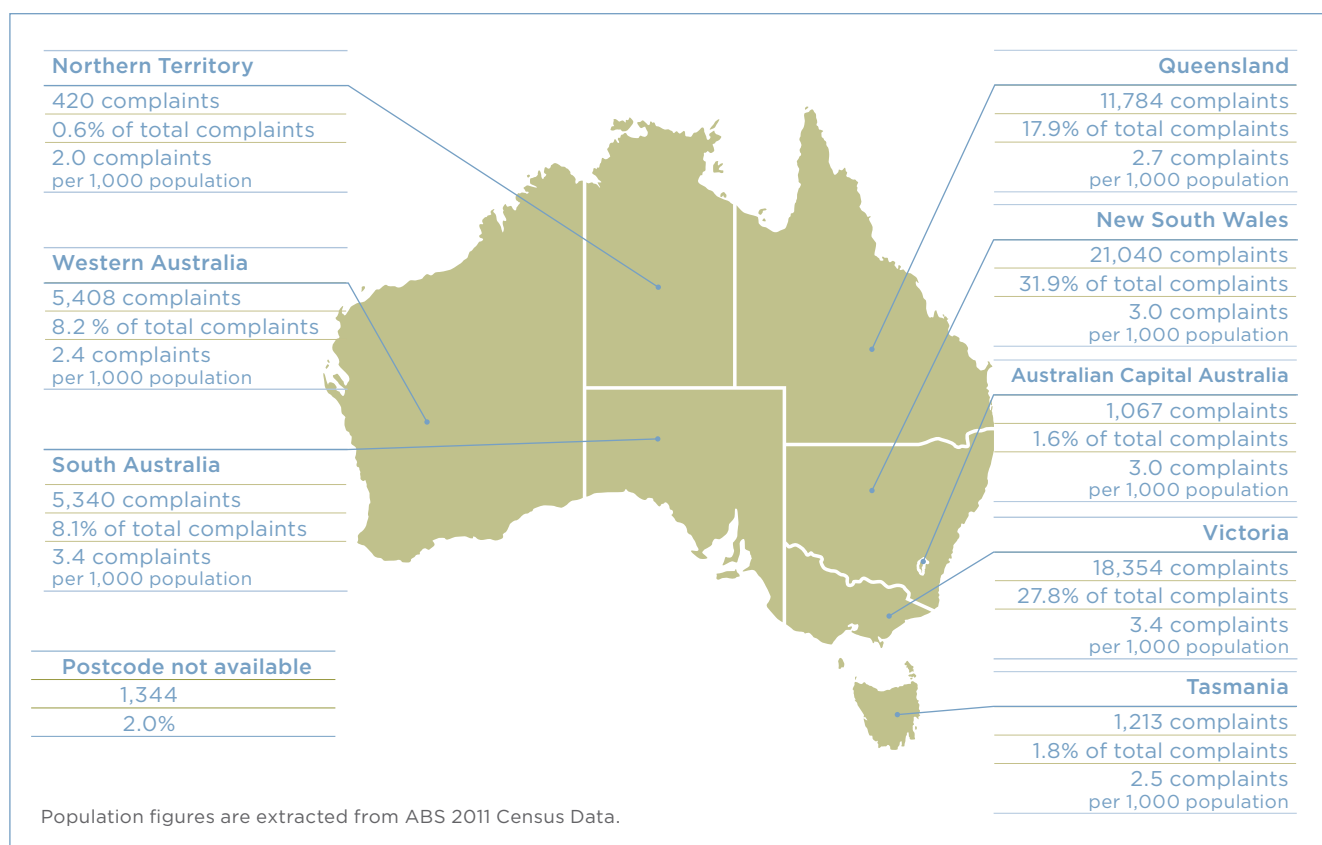 Northern Territory
420 complaints
0.6% of total complaints
2.0 complaints
per 1,000 population
Western Australia
5,408 complaints
8.2 % of total complaints
2.4 complaints
per 1,000 population
South Australia
5,340 complaints
8.1% of total complaints
3.4 complaints
per 1,000 population
Postcode not available
1,344
2.0%
Queensland
11,784 complaints
17.9% of total complaints
2.7 complaints
per 1,000 population
New South Wales
21,040 complaints
31.9% of total complaints
3.0 complaints
per 1,000 population
Australian Capital Australia
1,067 complaints
1.6% of total complaints
3.0 complaints
per 1,000 population
Victoria
18,354 complaints
27.8% of total complaints
3.4 complaints
per 1,000 population
Tasmania
1,213 complaints
1.8% of total complaints
2.5 complaints
per 1,000 population
Population figures are extracted from ABS 2011 Census Data.